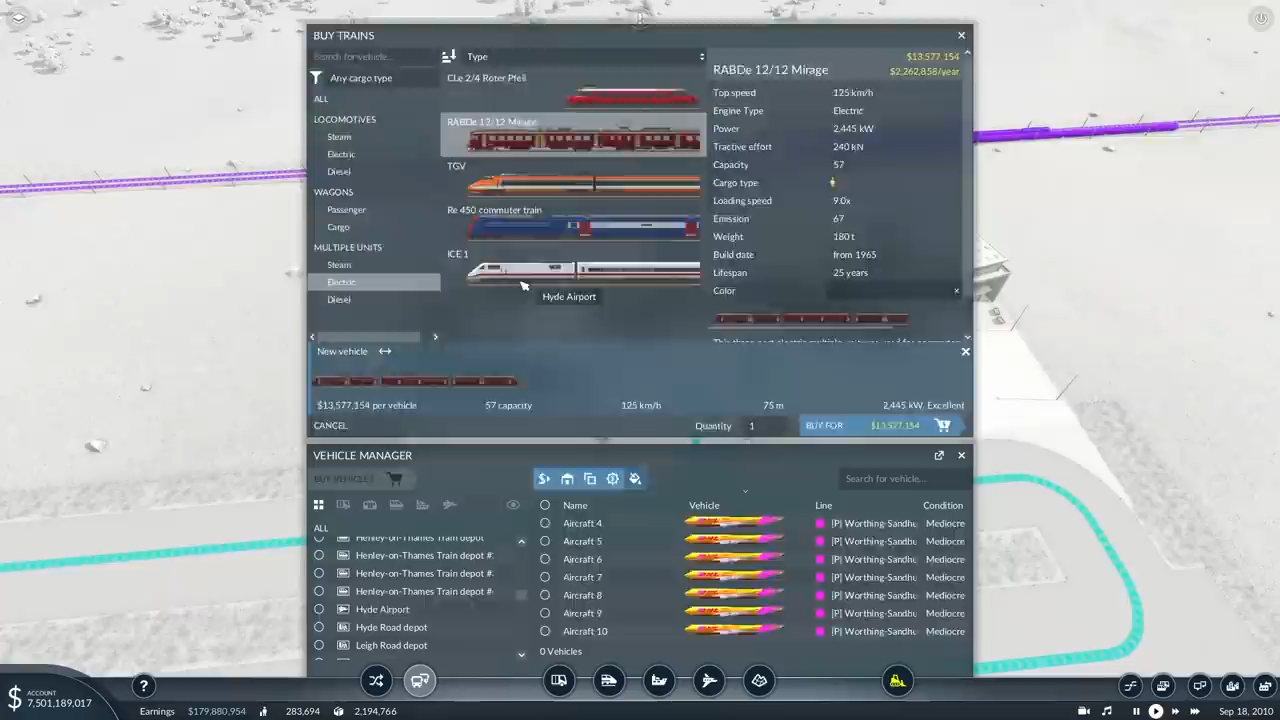 BUY TRAINS
Search for vehicle...
Type
Any cargo type
ALL
LOCOMOTIVES
Steam
Electric
Diesel
WAGONS
Passenger
Cargo
MULTIPLE UNITS
Steam
Electric
Diesel
CLe 2/4 Roter Pfeil
RABDe 12/12 Mirage
TGV
Re 450 commuter train
ICE 1
Hyde Airport
$13,577,154
RABDe 12/12 Mirage
$2,262,858/year
Top speed 125 km/h
Engine Type Electric
Power 2,445 kW
Tractive effort 240 kN
Capacity 57
Cargo type
Loading speed 9.0x
Emission 67
Weight 180 t
Build date from 1965
Lifespan 25 years
Color
New vehicle
$13,577,154 per vehicle 57 capacity 125 km/h 75 m 2,445 kW, Excellent
CANCEL Quantity 1 BUY FOR $13,577,154
VEHICLE MANAGER
BUY VEHICLES
Search for vehicle...
ALL
Henley-on-Thames Train depot
Henley-on-Thames Train depot #
Henley-on-Thames Train depot #
Henley-on-Thames Train depot #
Hyde Airport
Hyde Road depot
Leigh Road depot
Name Vehicle Line Condition
Aircraft 4 [P] Worthing-Sandhu Mediocre
Aircraft 5 [P] Worthing-Sandhu Mediocre
Aircraft 6 [P] Worthing-Sandhu Mediocre
Aircraft 7 [P] Worthing-Sandhu Mediocre
Aircraft 8 [P] Worthing-Sandhu Mediocre
Aircraft 9 [P] Worthing-Sandhu Mediocre
Aircraft 10 [P] Worthing-Sandhu Mediocre
0 Vehicles
$ ACCOUNT
7,501,189,017
?
Earnings $179,880,954 283,694 2,194,766
Sep 18, 2010